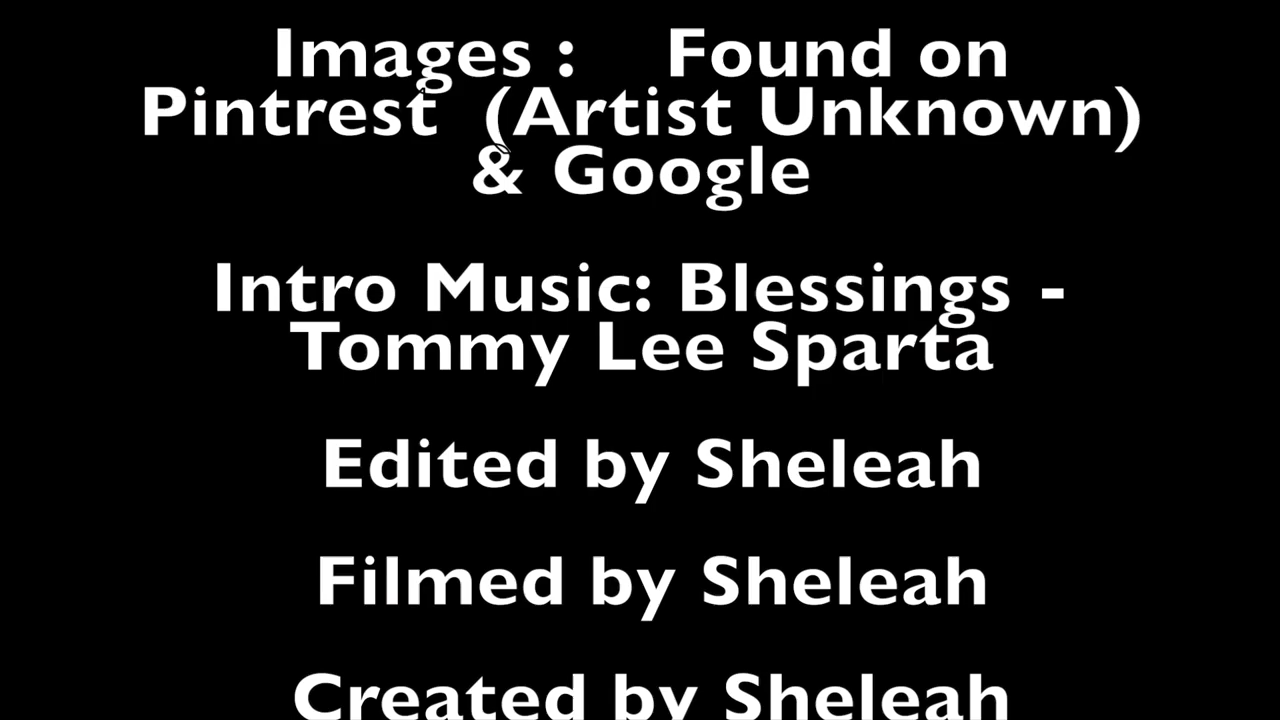 Images : Found on
Pintrest (Artist Unknown)
& Google
Intro Music: Blessings -
Tommy Lee Sparta
Edited by Sheleah
Filmed by Sheleah
Created by Sheleah